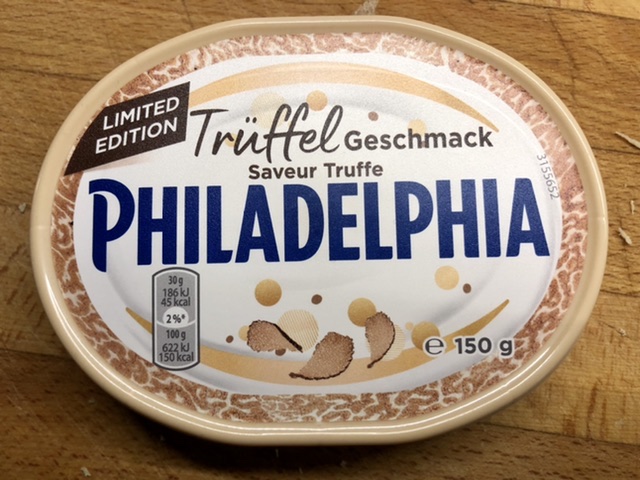 LIMITED
EDITION
Trüffel Geschmack
Saveur Truffe
PHILADELPHIA
3155652
30 g
186 kJ
45 kcal
2%*
100 g
622 kJ
150 kcal
e 150 g